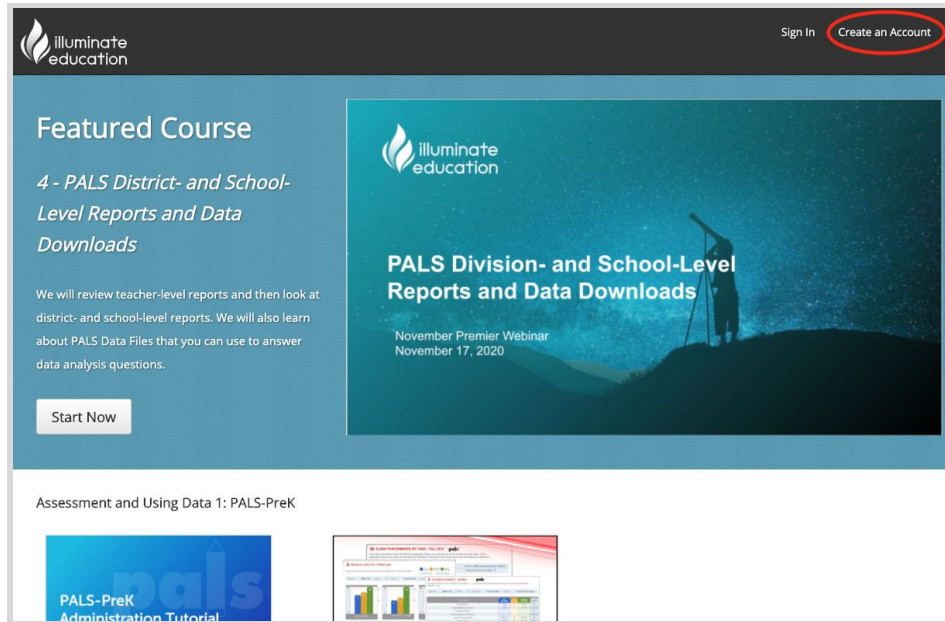 illuminate
education
Sign In
Create an Account
Featured Course
4 - PALS District- and School-
Level Reports and Data
Downloads
We will review teacher-level reports and then look at
district- and school-level reports. We will also learn
about PALS Data Files that you can use to answer
data analysis questions.
Start Now
illuminate
education
PALS Division- and School-Level
Reports and Data Downloads
November Premier Webinar
November 17, 2020
Assessment and Using Data 1: PALS-PreK
pals
PALS-PreK
Administration Tutorial
pals
pals